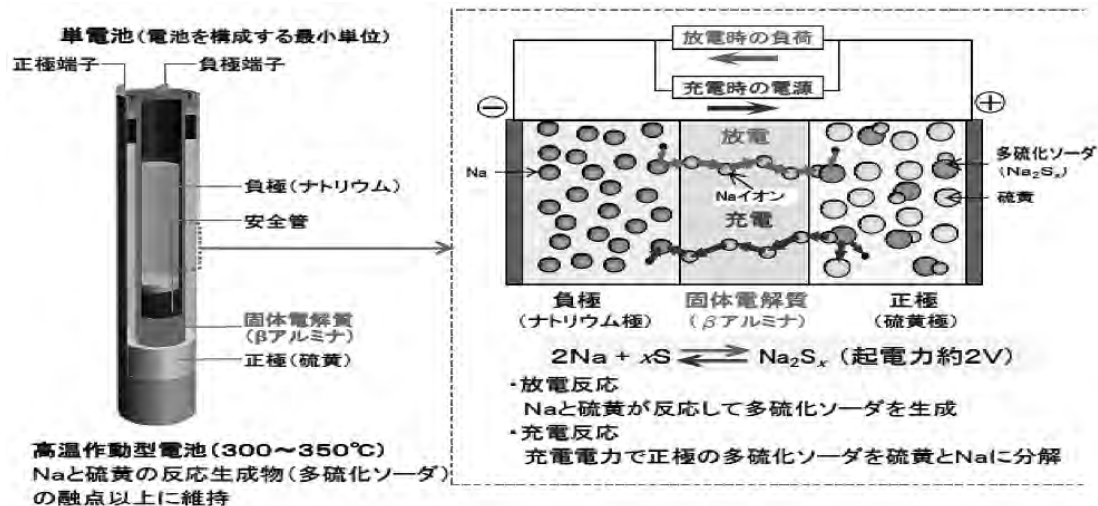 単電池(電池を構成する最小単位)
正極端子
負極端子
負極(ナトリウム)
安全管
固体電解質
(βアルミナ)
正極(硫黄)
高温作動型電池(300～350℃)
Naと硫黄の反応生成物(多硫化ソーダ)
の融点以上に維持
放電時の負荷
充電時の電源
⊖
⊕
放電
Na
Naイオン
充電
多硫化ソーダ
(Na₂Sₓ)
硫黄
負極
(ナトリウム極)
固体電解質
(βアルミナ)
正極
(硫黄極)
2Na + xS ⇄ Na₂Sₓ (起電力約2V)
・放電反応
Naと硫黄が反応して多硫化ソーダを生成
・充電反応
充電電力で正極の多硫化ソーダを硫黄とNaに分解